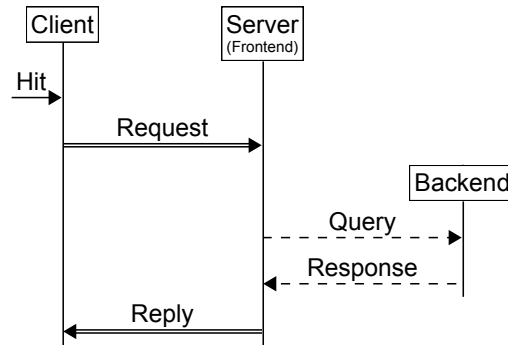 Client
Server
(Frontend)
Hit
Request
Backend
Query
Response
Reply